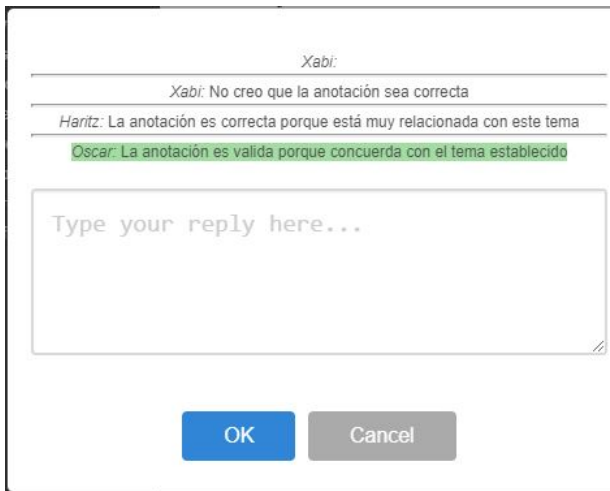 Xabi:
Xabi: No creo que la anotación sea correcta
Haritz: La anotación es correcta porque está muy relacionada con este tema
Oscar: La anotación es valida porque concuerda con el tema establecido
Type your reply here...
OK
Cancel